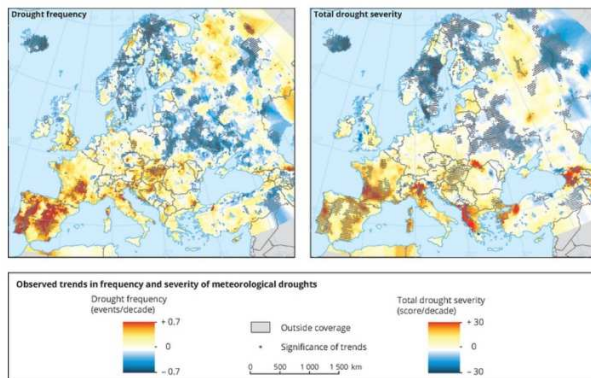 Drought frequency
Total drought severity
Observed trends in frequency and severity of meteorological droughts
Drought frequency
(events/decade)
+ 0.7
0
– 0.7
Outside coverage
Significance of trends
0 500 1 000 1 500 km
Total drought severity
(score/decade)
+ 30
0
– 30